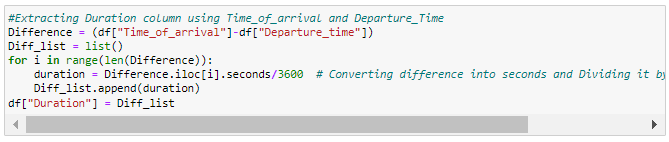 #Extracting Duration column using Time_of_arrival and Departure_Time
Difference = (df["Time_of_arrival"]-df["Departure_time"])
Diff_list = list()
for i in range(len(Difference)):
    duration = Difference.iloc[i].seconds/3600  # Converting difference into seconds and Dividing it by
    Diff_list.append(duration)
df["Duration"] = Diff_list